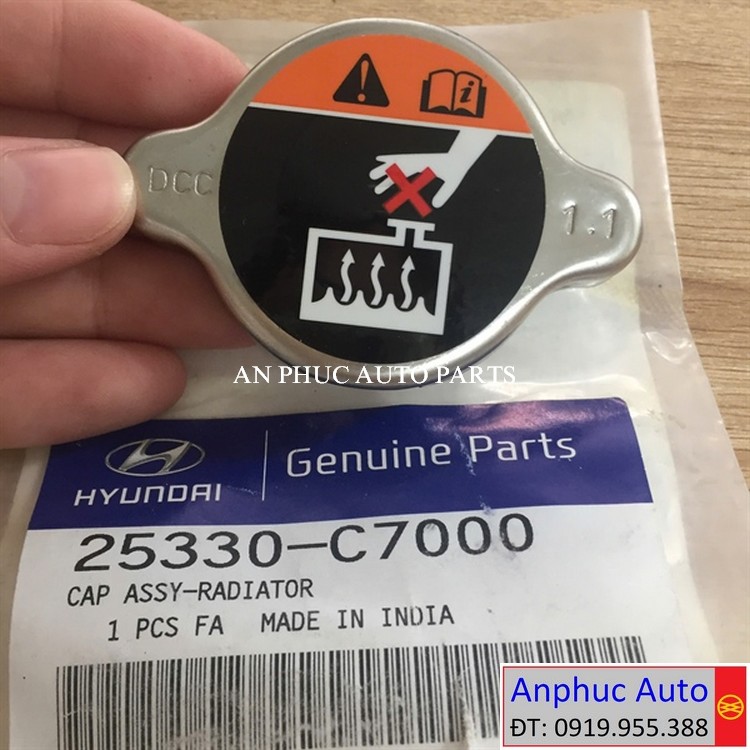 DCC
1.1
AN PHUC AUTO PARTS
HYUNDAI
Genuine Parts
25330-C7000
CAP ASSY-RADIATOR
1 PCS FA MADE IN INDIA
Anphuc Auto
ĐT: 0919.955.388